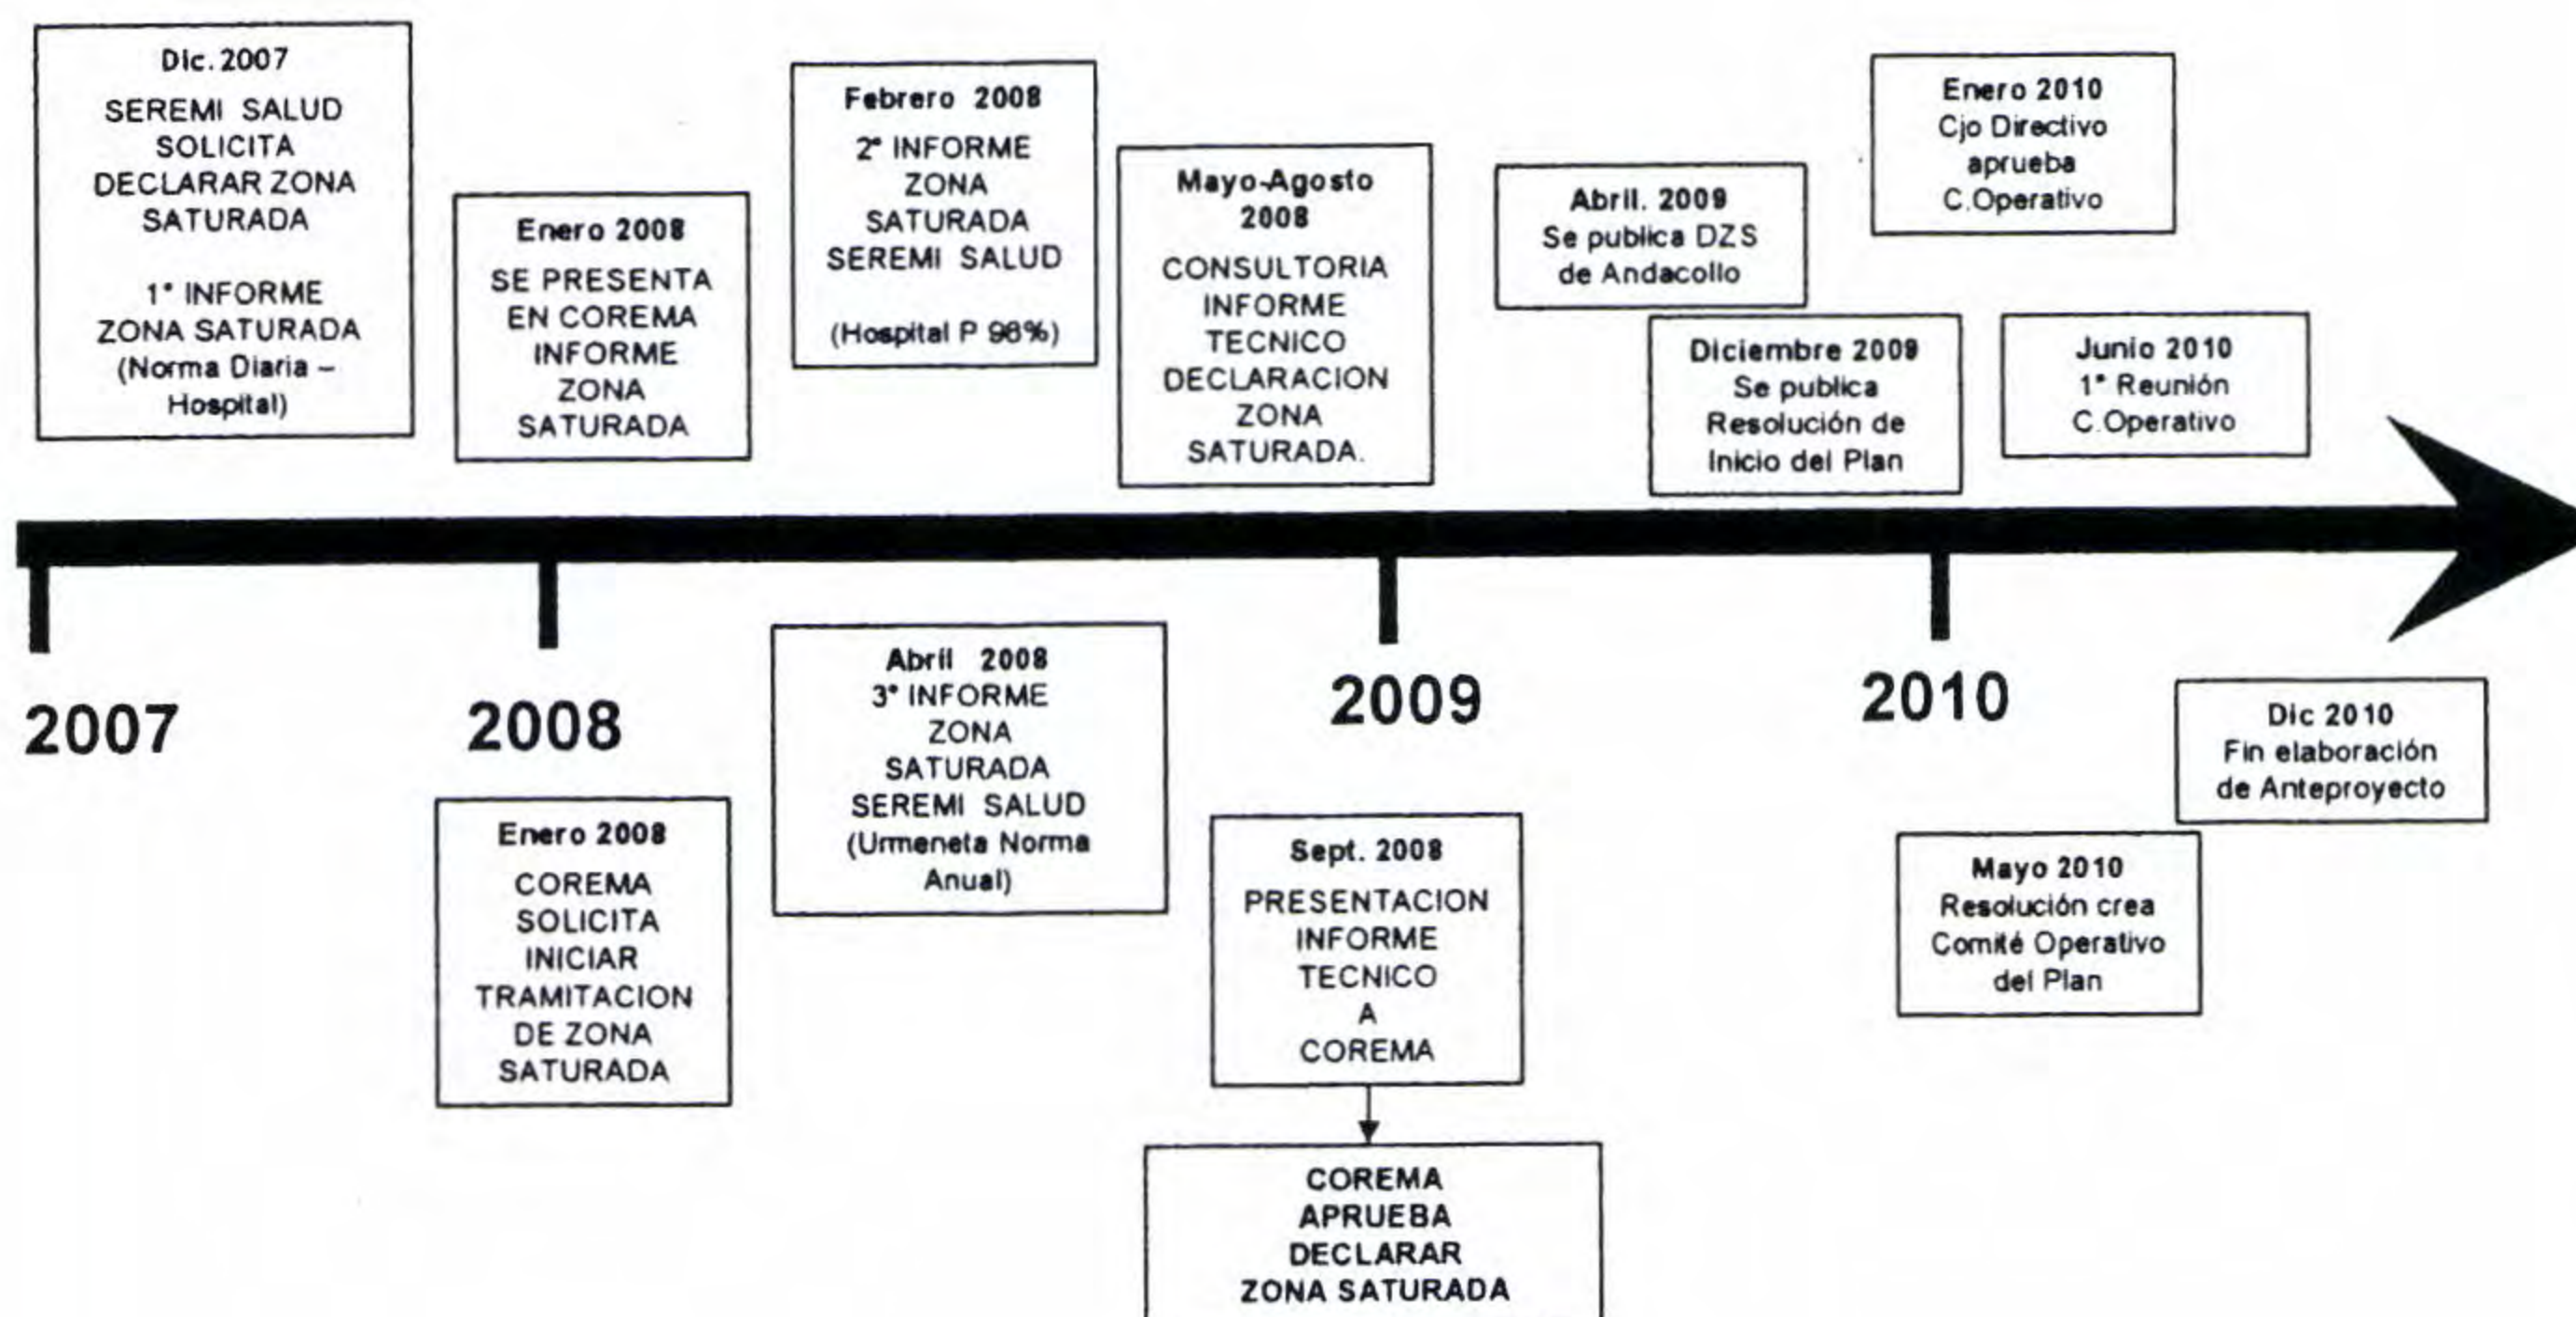 Dic. 2007
SEREMI SALUD
SOLICITA
DECLARAR ZONA
SATURADA
1° INFORME
ZONA SATURADA
(Norma Diaria –
Hospital)
Enero 2008
SE PRESENTA
EN COREMA
INFORME
ZONA
SATURADA
Febrero 2008
2° INFORME
ZONA
SATURADA
SEREMI SALUD
(Hospital P 98%)
Mayo-Agosto
2008
CONSULTORIA
INFORME
TECNICO
DECLARACION
ZONA
SATURADA.
Abril. 2009
Se publica DZS
de Andacollo
Enero 2010
Cjo Directivo
aprueba
C.Operativo
Diciembre 2009
Se publica
Resolución de
Inicio del Plan
Junio 2010
1° Reunión
C.Operativo
2007
2008
2009
2010
Enero 2008
COREMA
SOLICITA
INICIAR
TRAMITACION
DE ZONA
SATURADA
Abril 2008
3° INFORME
ZONA
SATURADA
SEREMI SALUD
(Urmeneta Norma
Anual)
Sept. 2008
PRESENTACION
INFORME
TECNICO
A
COREMA
COREMA
APRUEBA
DECLARAR
ZONA SATURADA
Mayo 2010
Resolución crea
Comité Operativo
del Plan
Dic 2010
Fin elaboración
de Anteproyecto